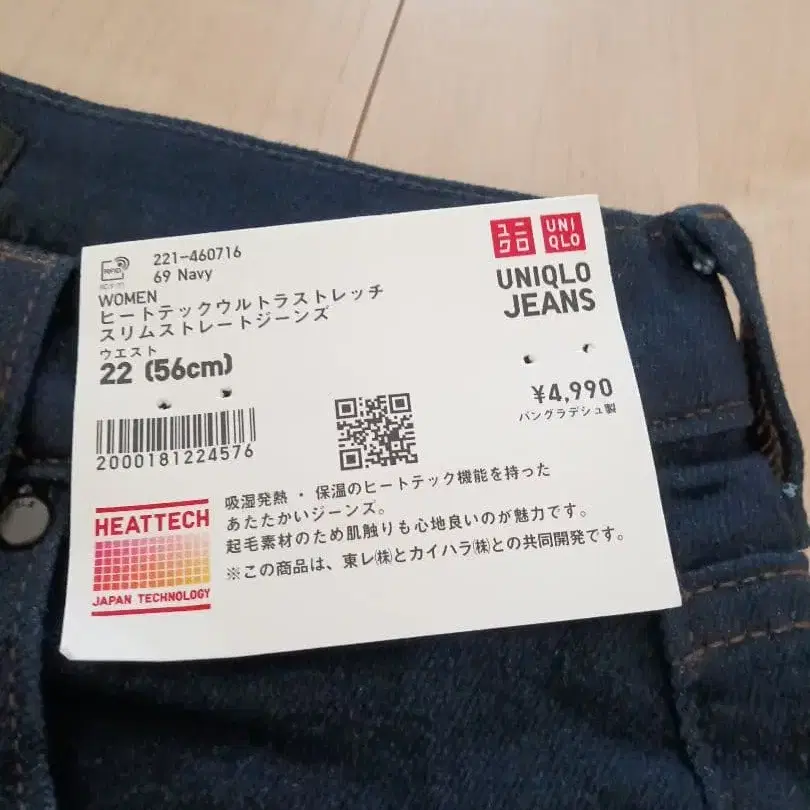 RFID
221-460716
69 Navy
WOMEN
ヒートテックウルトラストレッチ
スリムストレートジーンズ
ウエスト
22 (56cm)
2000181224576
ユニ
クロ
UNI
QLO
UNIQLO
JEANS
¥4,990
バングラデシュ製
HEATTECH
JAPAN TECHNOLOGY
吸湿発熱・保温のヒートテック機能を持った
あたたかいジーンズ。
起毛素材のため肌触りも心地良いのが魅力です。
※この商品は、東レ㈱とカイハラ㈱との共同開発です。